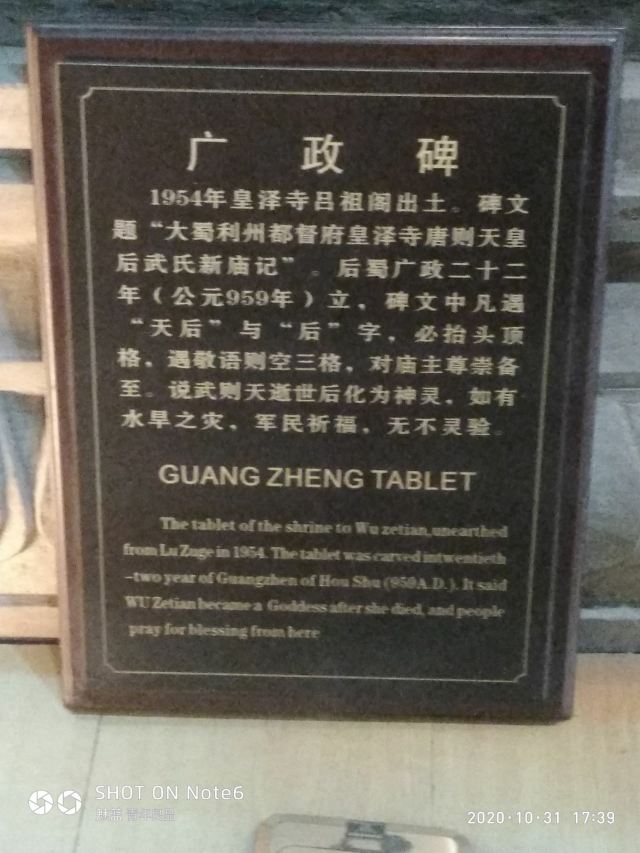 广 政 碑
1954年皇泽寺吕祖阁出土。碑文
题“大蜀利州都督府皇泽寺唐则天皇
后武氏新庙记”。后蜀广政二十二
年（公元959年）立，碑文中凡遇
“天后”与“后”字，必抬头顶
格，遇敬语则空三格，对庙主尊崇备
至。说武则天逝世后化为神灵，如有
水旱之灾，军民祈福，无不灵验。
GUANG ZHENG TABLET
The tablet of the shrine to Wu zetian,unearthed
from Lu Zuge in 1954. The tablet was carved intwentieth
-two year of Guangzhen of Hou Shu (959A.D.). It said
WU Zetian became a Goddess after she died, and people
pray for blessing from here
SHOT ON Note6
魅蓝 青年良品
2020·10·31 17:39